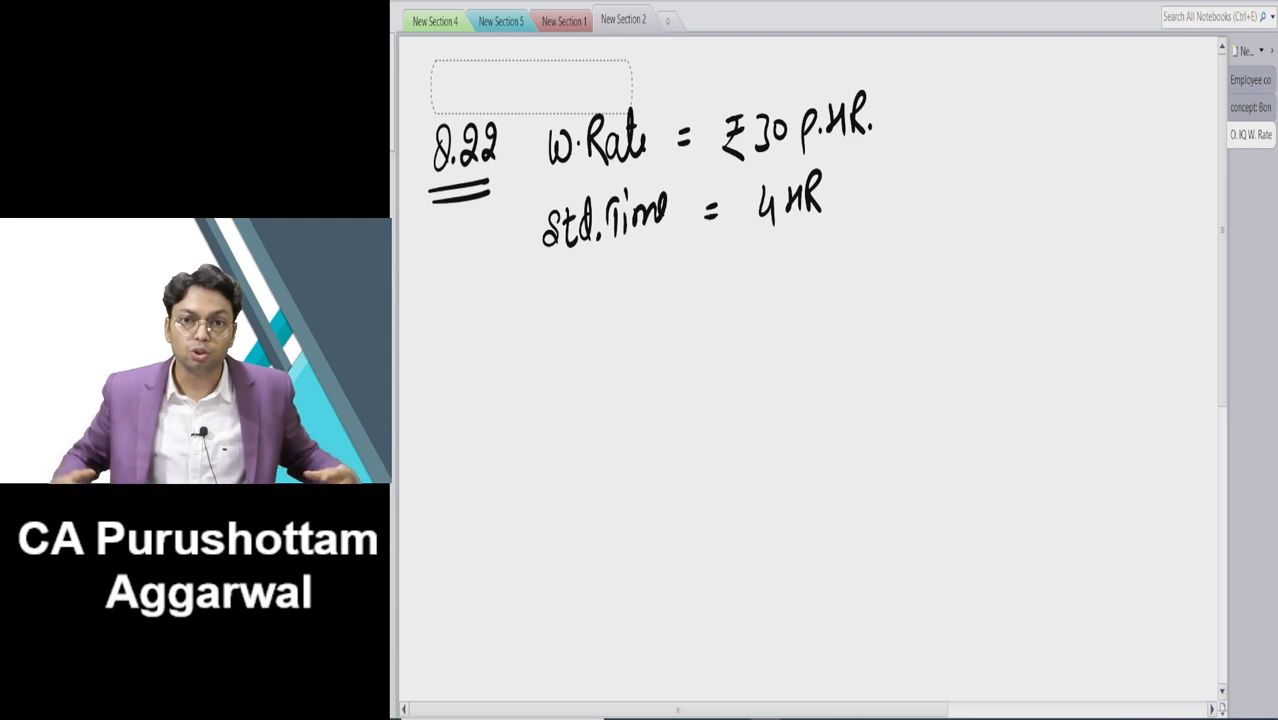 New Section 4
New Section 5
New Section 1
New Section 2
Search All Notebooks (Ctrl+E)
Ne...
Employee co
concept: Bon
O. IQ W. Rate
Q.22 W.Rate = ₹30 P.HR.
Std.Time = 4 HR
CA Purushottam
Aggarwal